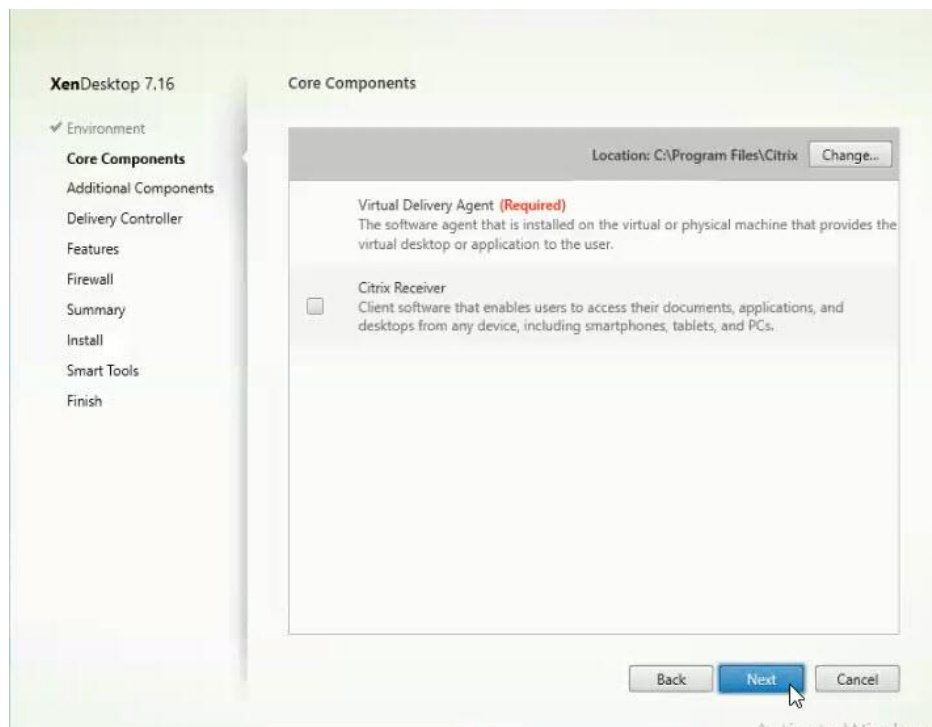 XenDesktop 7.16
Environment
Core Components
Additional Components
Delivery Controller
Features
Firewall
Summary
Install
Smart Tools
Finish
Core Components
Location: C:\Program Files\Citrix
Change...
Virtual Delivery Agent (Required)
The software agent that is installed on the virtual or physical machine that provides the
virtual desktop or application to the user.
Citrix Receiver
Client software that enables users to access their documents, applications, and
desktops from any device, including smartphones, tablets, and PCs.
Back
Next
Cancel